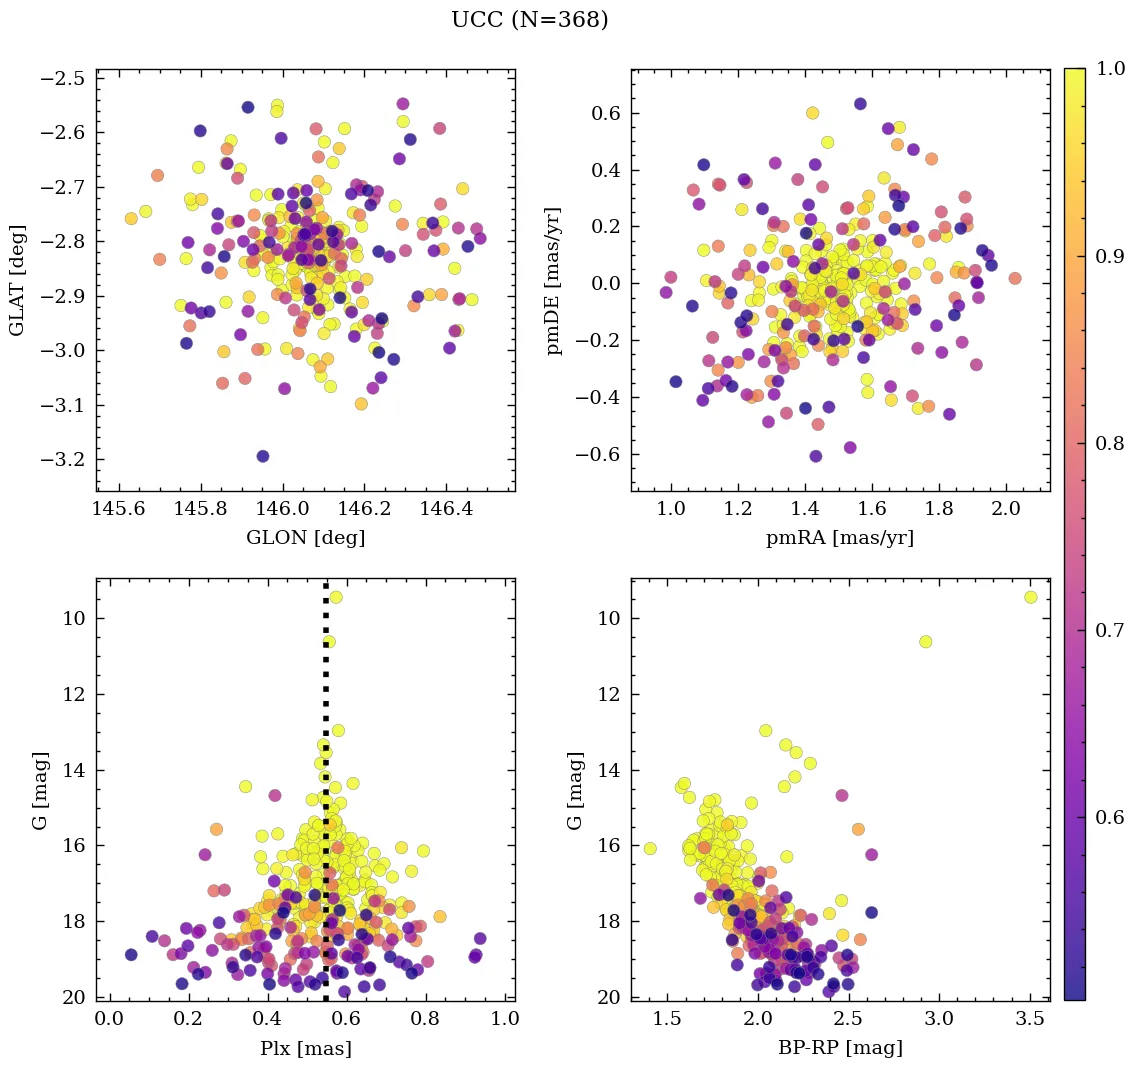 UCC (N=368)
−2.5
−2.6
−2.7
−2.8
−2.9
−3.0
−3.1
−3.2
GLAT [deg]
145.6 145.8 146.0 146.2 146.4
GLON [deg]
0.6
0.4
0.2
0.0
−0.2
−0.4
−0.6
pmDE [mas/yr]
1.0 1.2 1.4 1.6 1.8 2.0
pmRA [mas/yr]
1.0
0.9
0.8
0.7
0.6
10
12
14
16
18
20
G [mag]
0.0 0.2 0.4 0.6 0.8 1.0
Plx [mas]
10
12
14
16
18
20
G [mag]
1.5 2.0 2.5 3.0 3.5
BP-RP [mag]